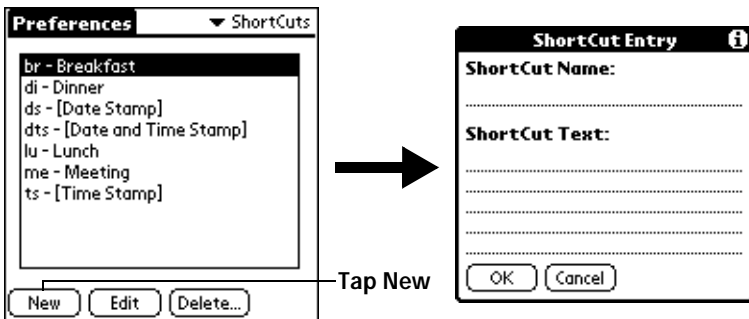 Preferences ShortCuts
br - Breakfast
di - Dinner
ds - [Date Stamp]
dts - [Date and Time Stamp]
lu - Lunch
me - Meeting
ts - [Time Stamp]
New Edit Delete...
Tap New
ShortCut Entry i
ShortCut Name:
ShortCut Text:
OK Cancel